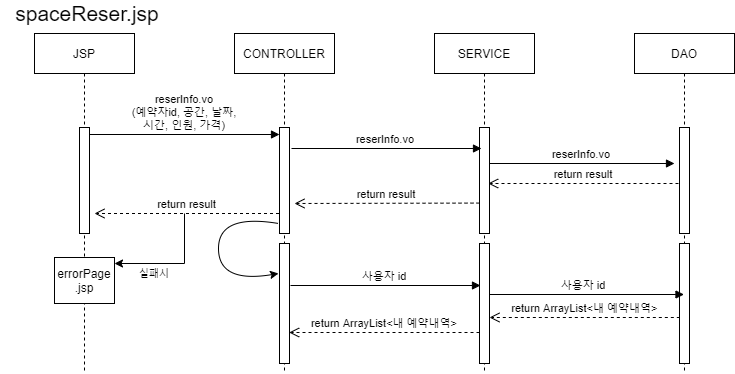 spaceReser.jsp
JSP
CONTROLLER
SERVICE
DAO
reserInfo.vo
(예약자id, 공간, 날짜,
시간, 인원, 가격)
reserInfo.vo
reserInfo.vo
return result
return result
return result
errorPage
.jsp
실패시
사용자 id
사용자 id
return ArrayList<내 예약내역>
return ArrayList<내 예약내역>